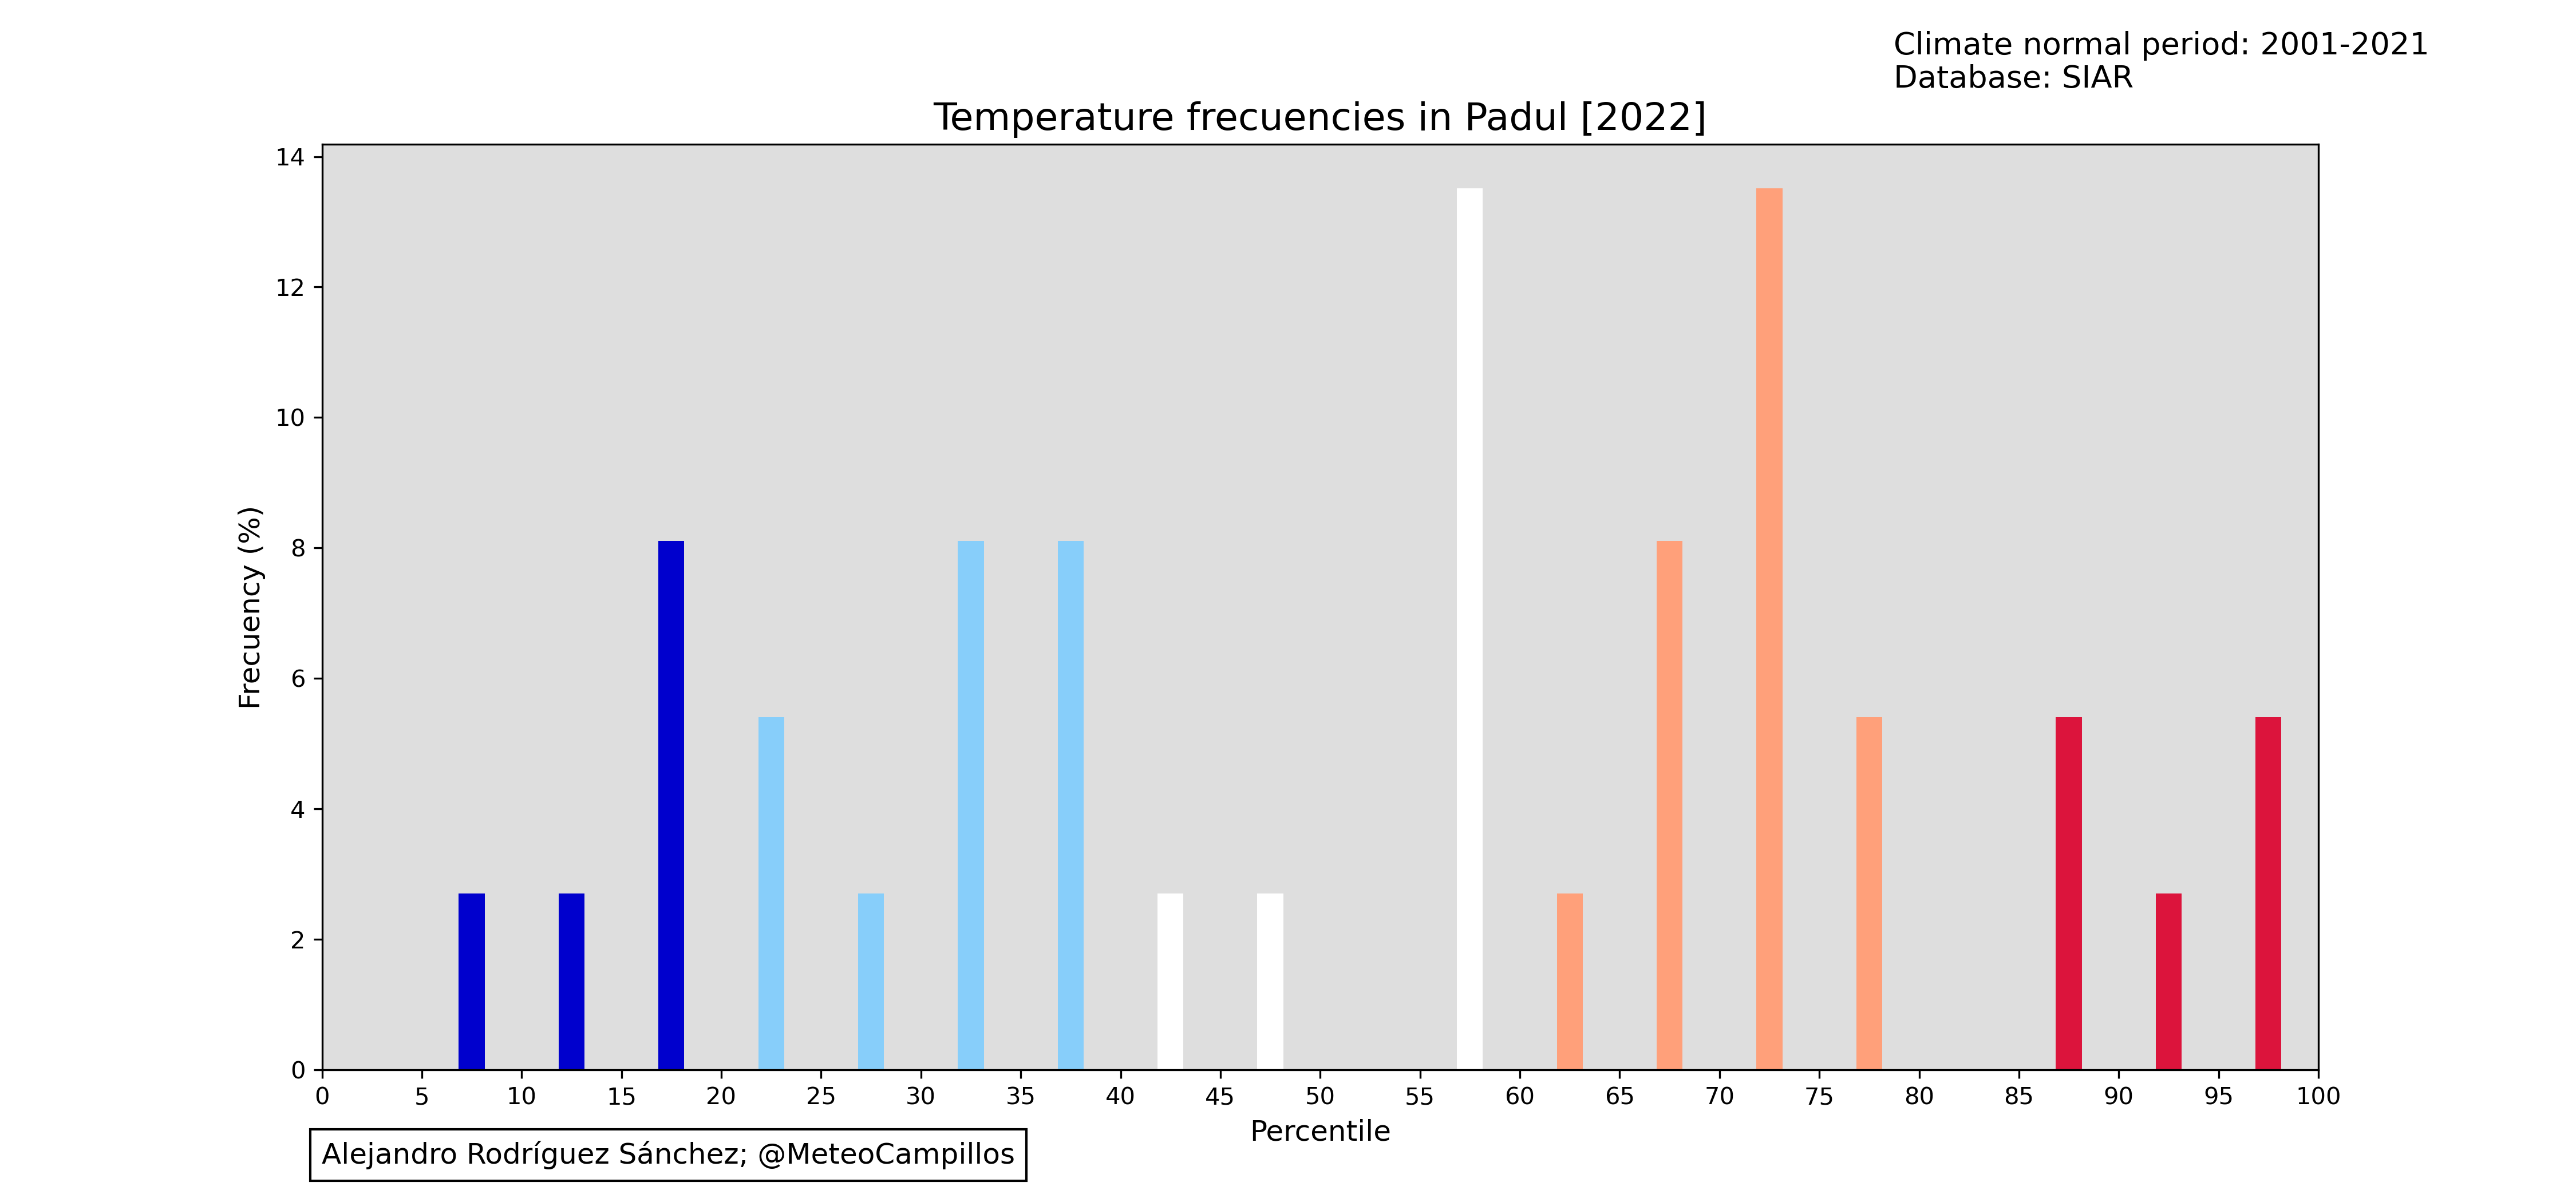 Climate normal period: 2001-2021
Database: SIAR
Temperature frecuencies in Padul [2022]
14
12
10
8
6
4
2
0
Frecuency (%)
0 5 10 15 20 25 30 35 40 45 50 55 60 65 70 75 80 85 90 95 100
Percentile
Alejandro Rodríguez Sánchez; @MeteoCampillos